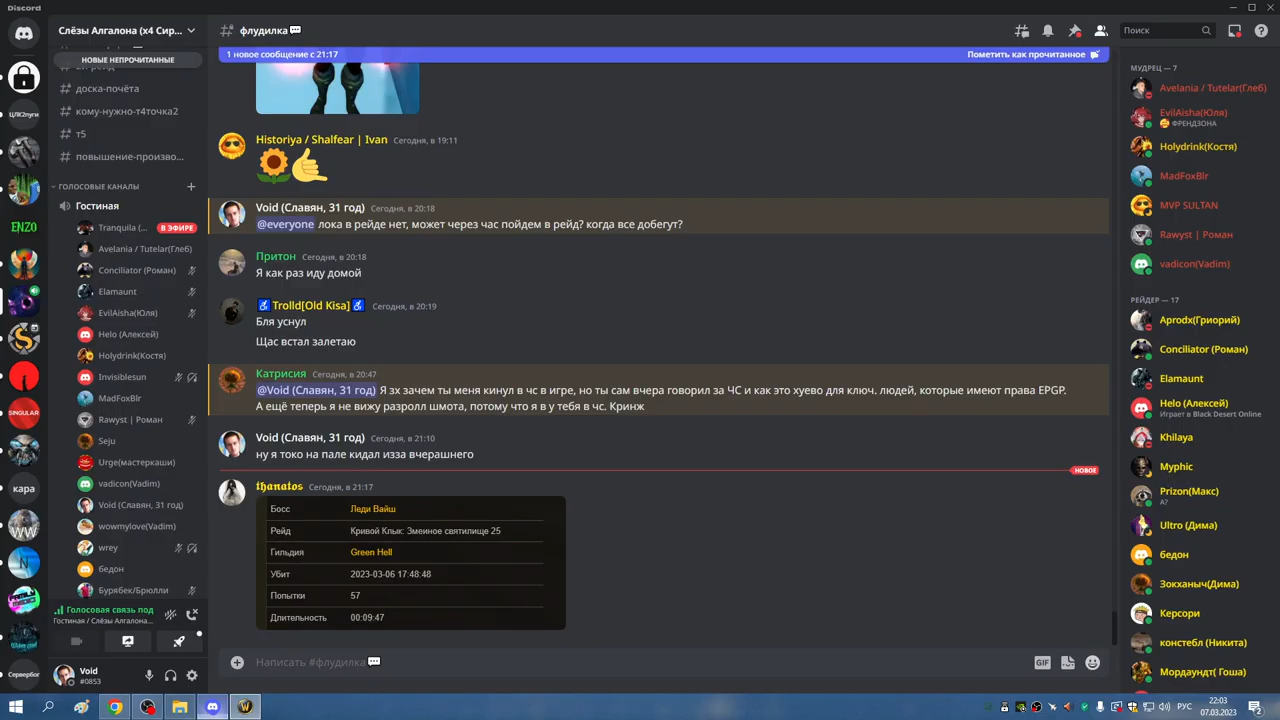 Discord
Слёзы Алгалона (x4 Сир...
НОВЫЕ НЕПРОЧИТАННЫЕ
доска-почёта
кому-нужно-т4точка2
т5
повышение-произво...
ГОЛОСОВЫЕ КАНАЛЫ
Гостиная
Tranquila (... В ЭФИРЕ
Avelania / Tutelar(Глеб)
Conciliator (Роман)
Elamaunt
EvilAisha(Юля)
Helo (Алексей)
Holydrink(Костя)
Invisiblesun
MadFoxBlr
Rawyst | Роман
Seju
Urge(мастеркаши)
vadicon(Vadim)
Void (Славян, 31 год)
wowmylove(Vadim)
wrey
бедон
Бурябек/Брюлли
Голосовая связь под
Гостиная / Слёзы Алгалона...
Void
#0853
ЦЛК2пуги
ENZO
SINGULAR
кара
WW
N
Сервербог
флудилка💬
Поиск
1 новое сообщение с 21:17
Пометить как прочитанное
Historiya / Shalfear | Ivan Сегодня, в 19:11
Void (Славян, 31 год) Сегодня, в 20:18
@everyone лока в рейде нет, может через час пойдем в рейд? когда все добегут?
Притон Сегодня, в 20:18
Я как раз иду домой
♿Trolld[Old Kisa]♿ Сегодня, в 20:19
Бля уснул
Щас встал залетаю
Катрисия Сегодня, в 20:47
@Void (Славян, 31 год) Я зх зачем ты меня кинул в чс в игре, но ты сам вчера говорил за ЧС и как это хуево для ключ. людей, которые имеют права EPGP.
А ещё теперь я не вижу разролл шмота, потому что я в у тебя в чс. Кринж
Void (Славян, 31 год) Сегодня, в 21:10
ну я токо на пале кидал изза вчерашнего
НОВОЕ
𝖙𝖍𝖆𝖓𝖆𝖙𝖔𝖘 Сегодня, в 21:17
Босс Леди Вайш
Рейд Кривой Клык: Змеиное святилище 25
Гильдия Green Hell
Убит 2023-03-06 17:48:48
Попытки 57
Длительность 00:09:47
Написать #флудилка💬
GIF
МУДРЕЦ — 7
Avelania / Tutelar(Глеб)
EvilAisha(Юля)
ФРЕНДЗОНА
Holydrink(Костя)
MadFoxBlr
MVP SULTAN
Rawyst | Роман
vadicon(Vadim)
РЕЙДЕР — 17
Aprodx(Гриорий)
Conciliator (Роман)
Elamaunt
Helo (Алексей)
Играет в Black Desert Online
Khilaya
Myphic
Prizon(Макс)
А?
Ultro (Дима)
бедон
Зокханыч(Дима)
Керсори
констебл (Никита)
Мордаундт( Гоша)
РУС
22:03
07.03.2023
2